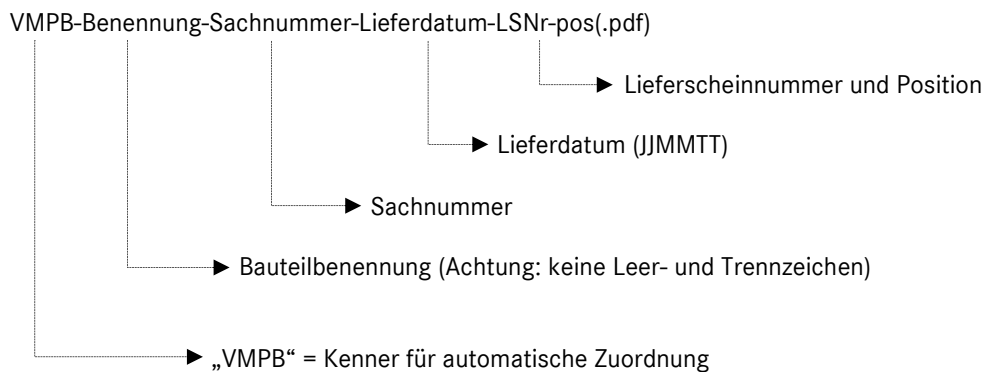 VMPB-Benennung-Sachnummer-Lieferdatum-LSNr-pos(.pdf)
Lieferscheinnummer und Position
Lieferdatum (JJMMTT)
Sachnummer
Bauteilbenennung (Achtung: keine Leer- und Trennzeichen)
„VMPB“ = Kenner für automatische Zuordnung